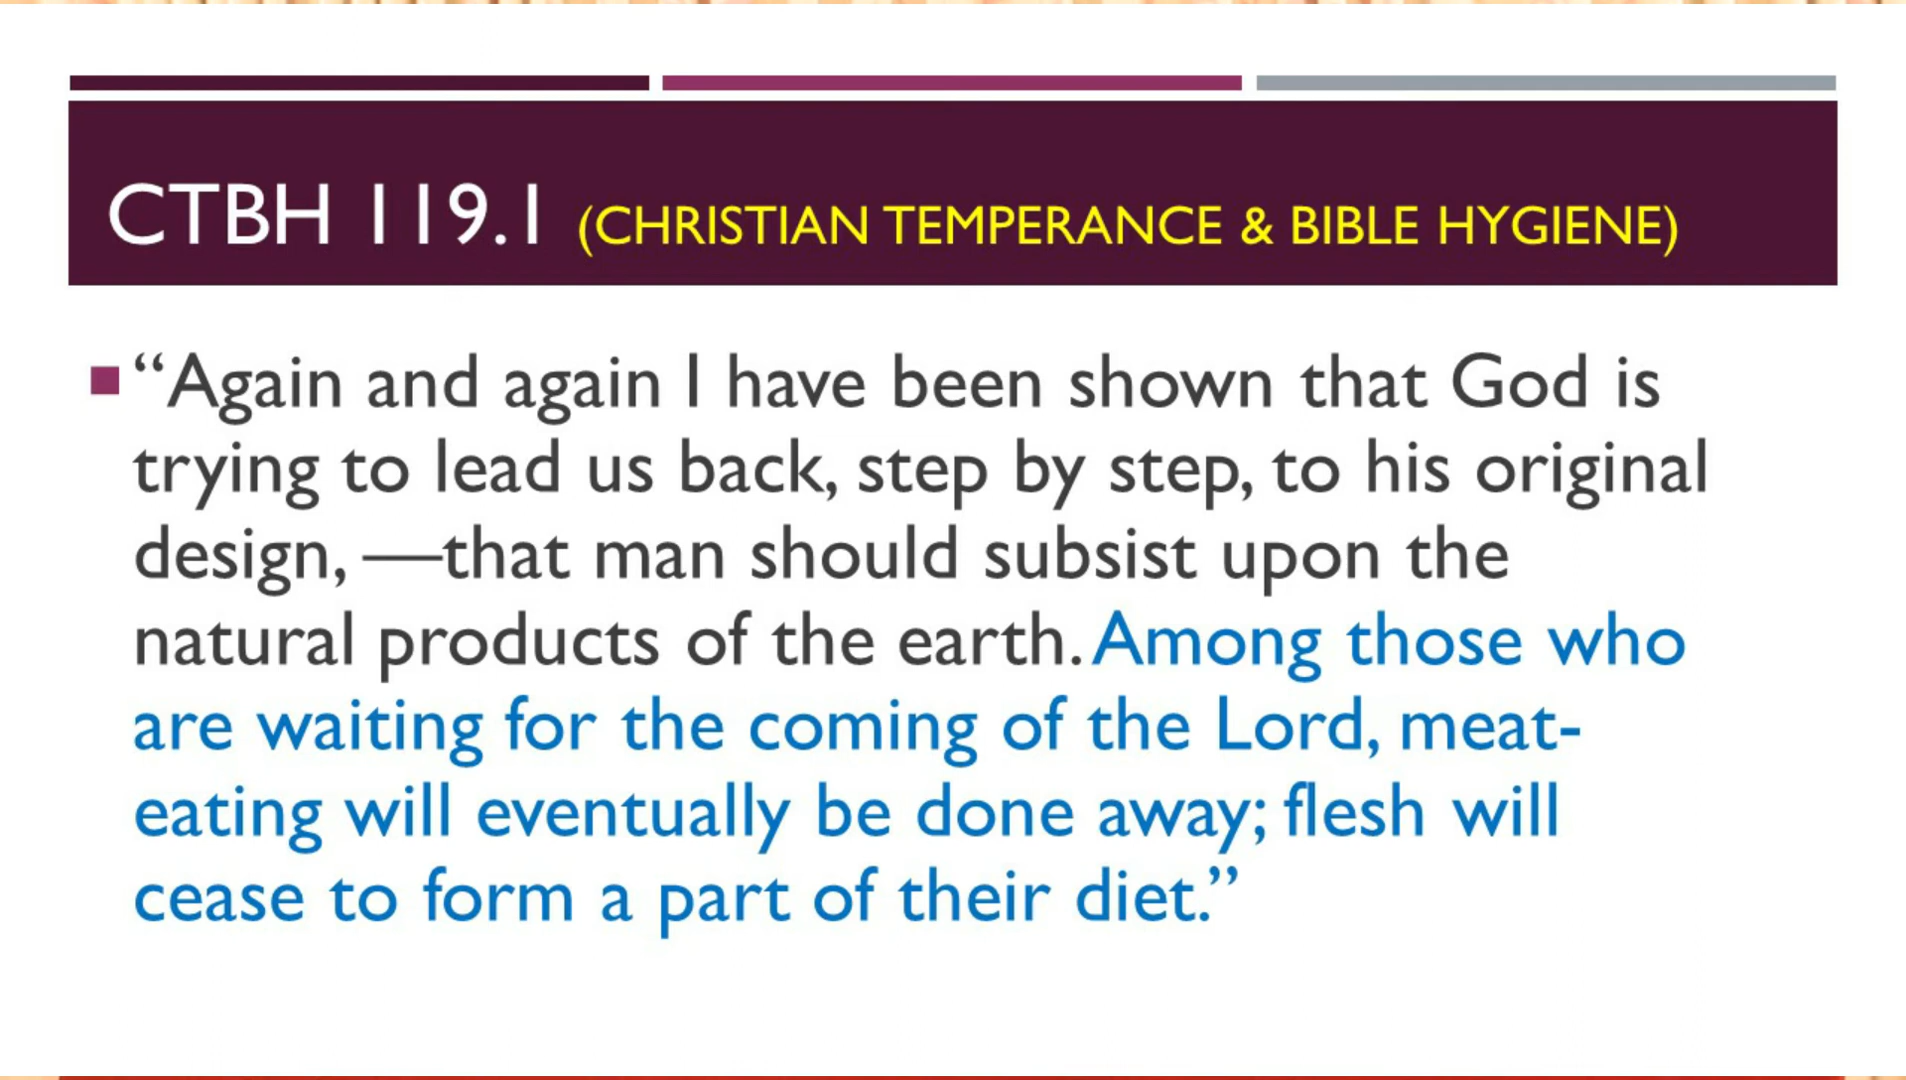 CTBH 119.1 (CHRISTIAN TEMPERANCE & BIBLE HYGIENE)
“Again and again I have been shown that God is
trying to lead us back, step by step, to his original
design, —that man should subsist upon the
natural products of the earth. Among those who
are waiting for the coming of the Lord, meat-
eating will eventually be done away; flesh will
cease to form a part of their diet.”